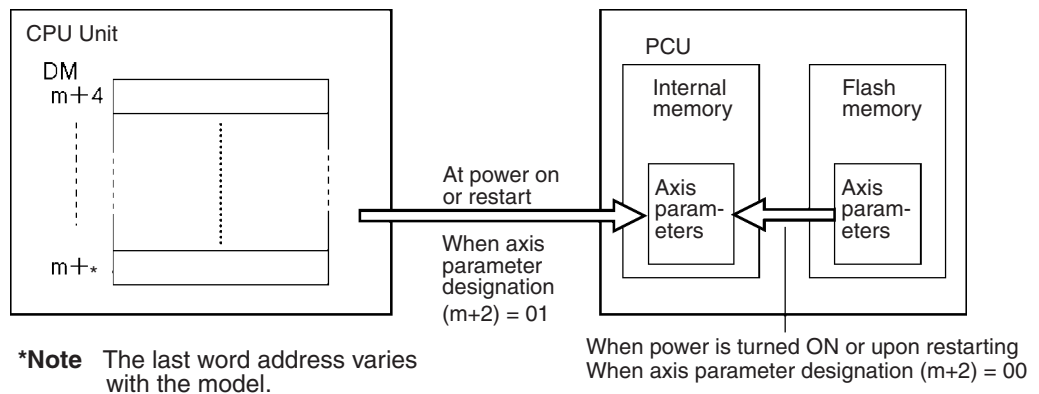 CPU Unit
DM
m+4
m+*
At power on
or restart
When axis
parameter
designation
(m+2) = 01
PCU
Internal
memory
Axis
param-
eters
Flash
memory
Axis
param-
eters
*Note The last word address varies
with the model.
When power is turned ON or upon restarting
When axis parameter designation (m+2) = 00